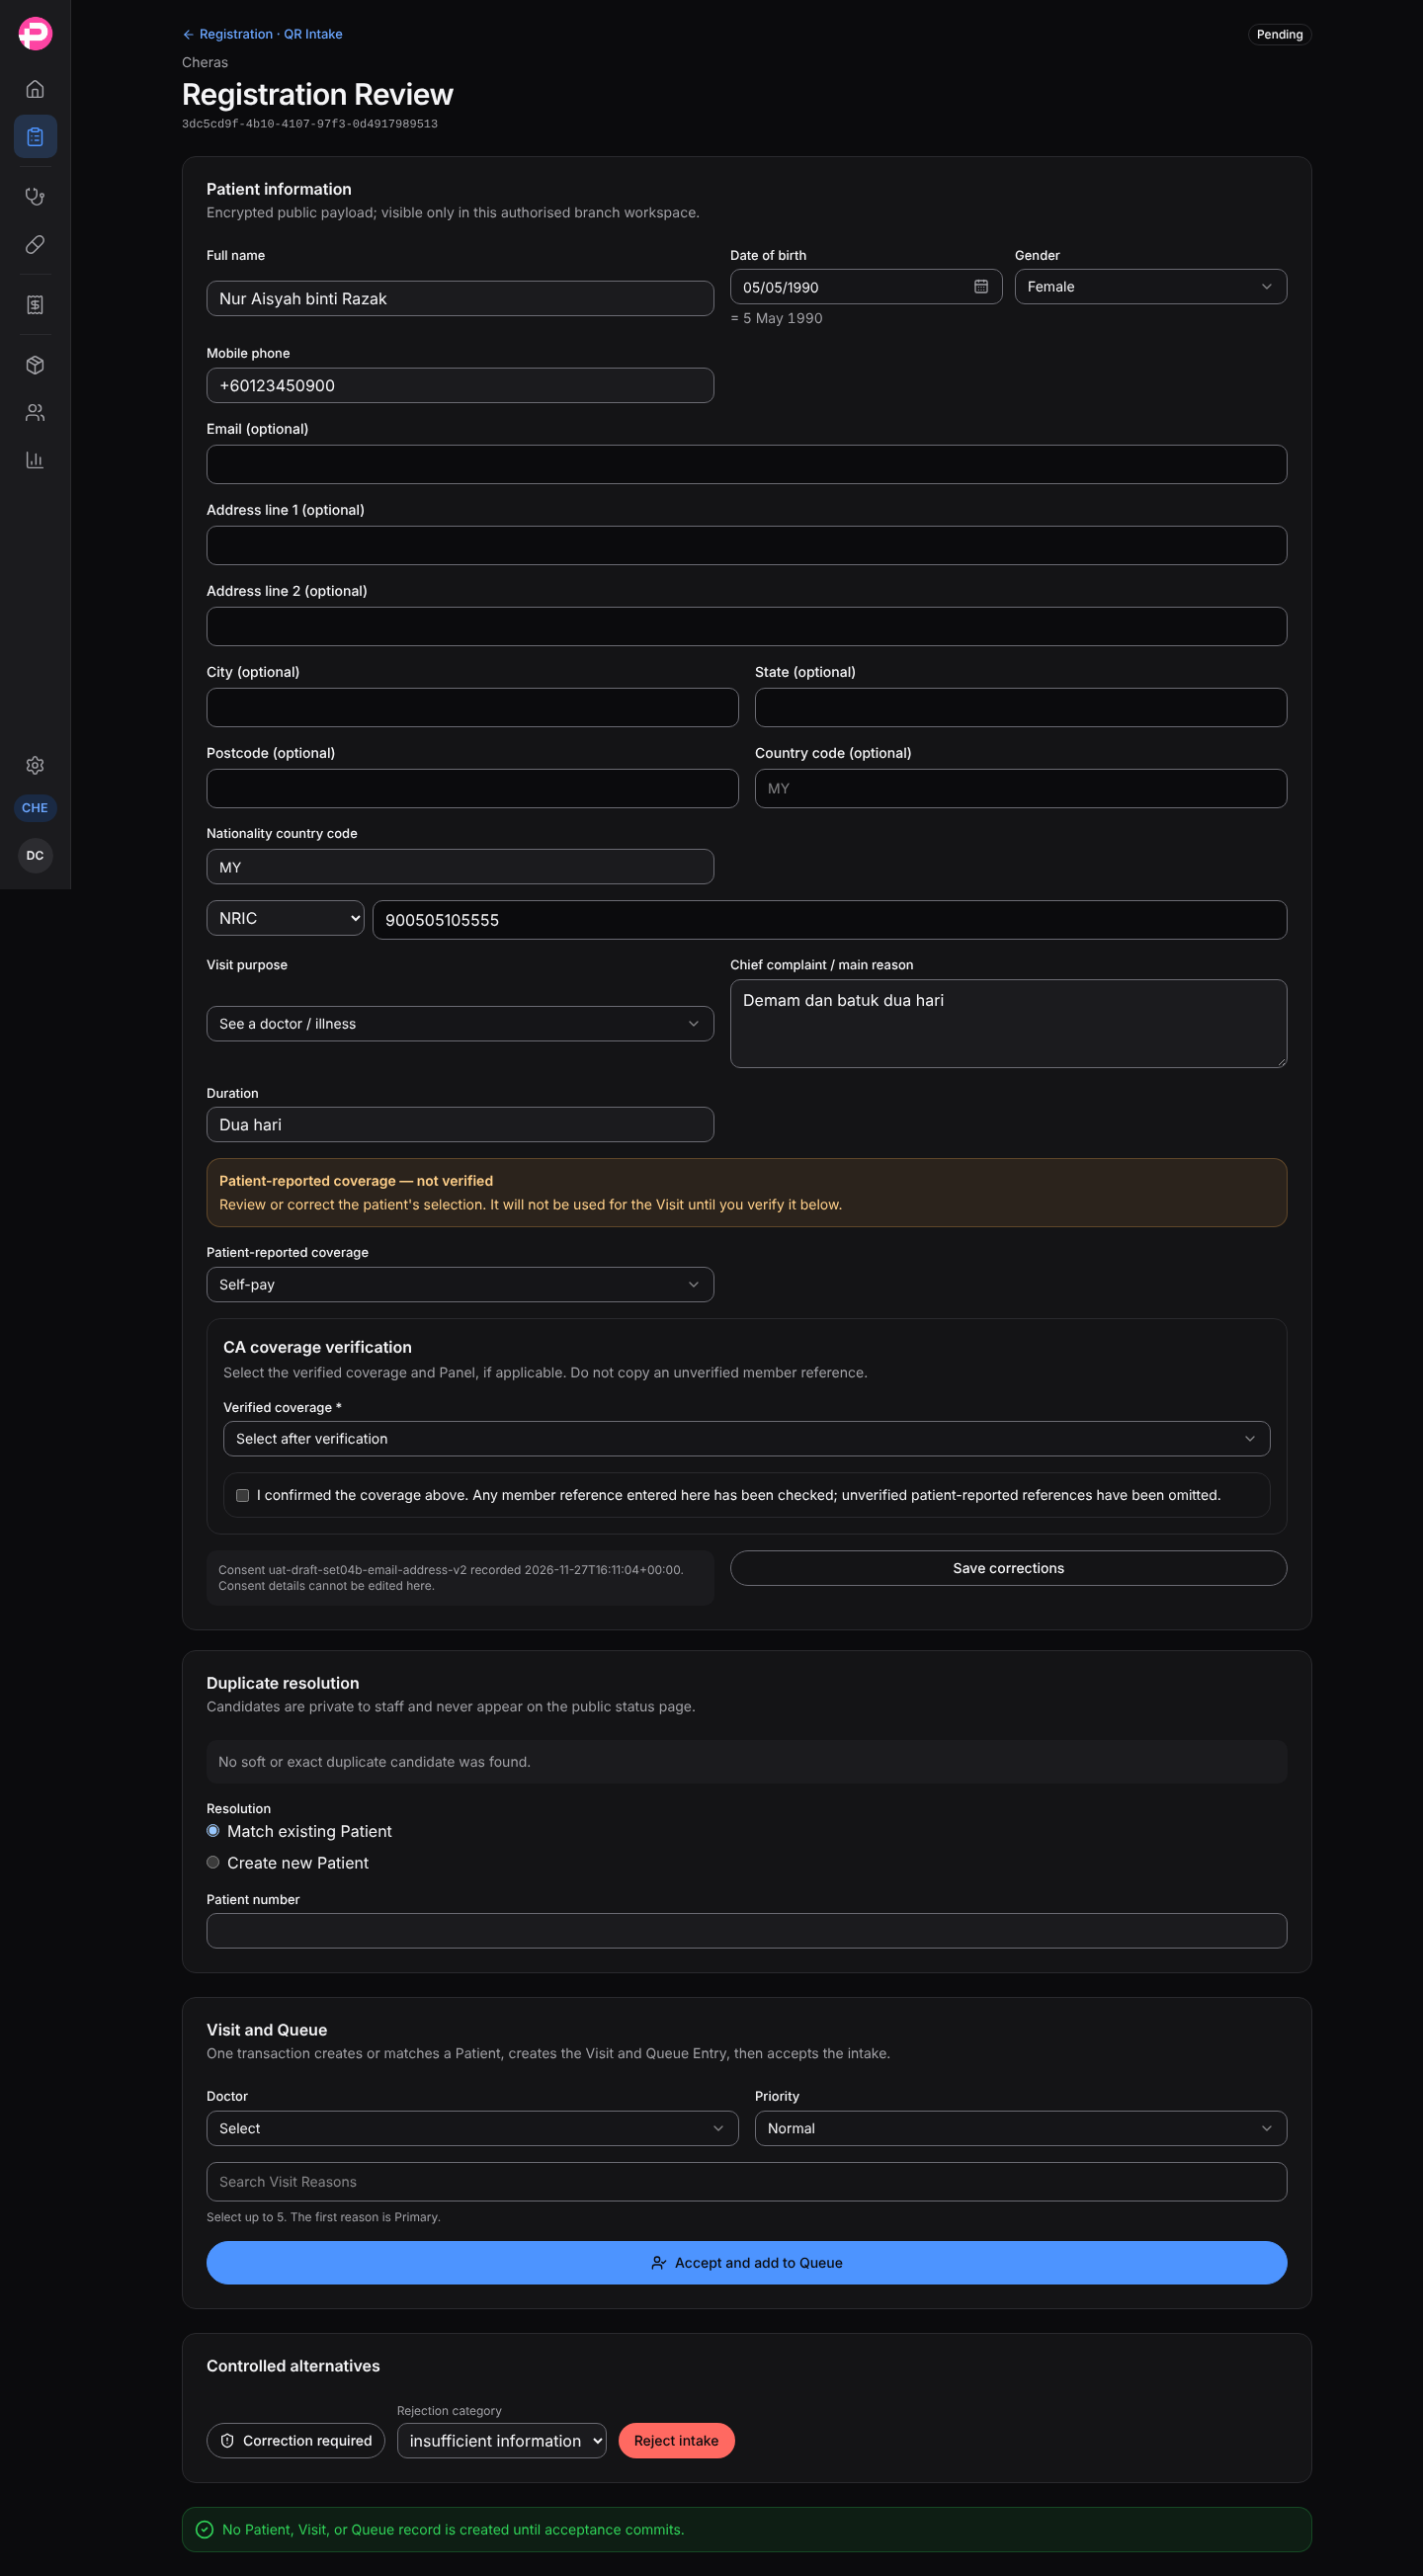 Registration · QR Intake
Pending
Cheras
Registration Review
3dc5cd9f-4b10-4107-97f3-0d4917989513
Patient information
Encrypted public payload; visible only in this authorised branch workspace.
Full name
Date of birth
Gender
Nur Aisyah binti Razak
05/05/1990
Female
= 5 May 1990
Mobile phone
+60123450900
Email (optional)
Address line 1 (optional)
Address line 2 (optional)
City (optional)
State (optional)
Postcode (optional)
Country code (optional)
MY
Nationality country code
MY
NRIC
900505105555
Visit purpose
Chief complaint / main reason
See a doctor / illness
Demam dan batuk dua hari
Duration
Dua hari
Patient-reported coverage — not verified
Review or correct the patient's selection. It will not be used for the Visit until you verify it below.
Patient-reported coverage
Self-pay
CA coverage verification
Select the verified coverage and Panel, if applicable. Do not copy an unverified member reference.
Verified coverage *
Select after verification
I confirmed the coverage above. Any member reference entered here has been checked; unverified patient-reported references have been omitted.
Consent uat-draft-set04b-email-address-v2 recorded 2026-11-27T16:11:04+00:00.
Consent details cannot be edited here.
Save corrections
Duplicate resolution
Candidates are private to staff and never appear on the public status page.
No soft or exact duplicate candidate was found.
Resolution
Match existing Patient
Create new Patient
Patient number
Visit and Queue
One transaction creates or matches a Patient, creates the Visit and Queue Entry, then accepts the intake.
Doctor
Priority
Select
Normal
Search Visit Reasons
Select up to 5. The first reason is Primary.
Accept and add to Queue
Controlled alternatives
Rejection category
Correction required
insufficient information
Reject intake
No Patient, Visit, or Queue record is created until acceptance commits.
CHE
DC